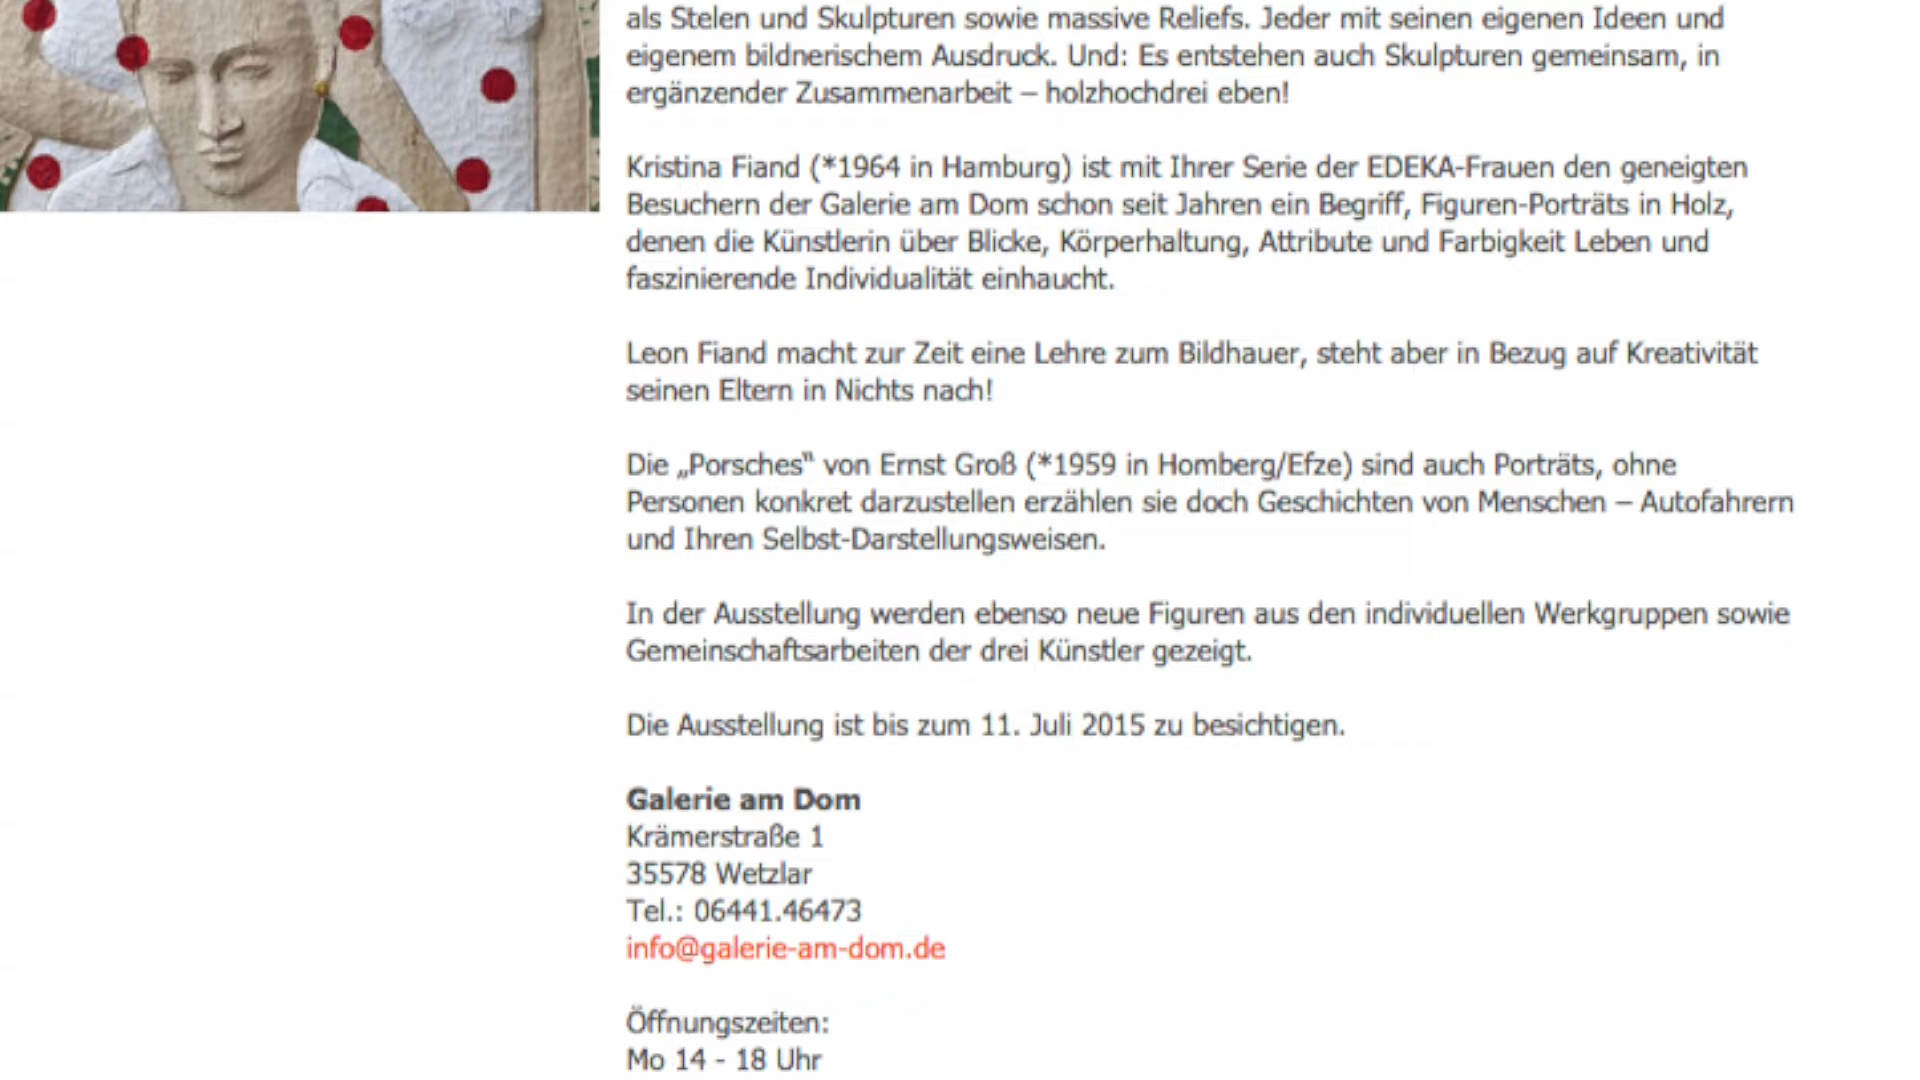 als Stelen und Skulpturen sowie massive Reliefs. Jeder mit seinen eigenen Ideen und
eigenem bildnerischem Ausdruck. Und: Es entstehen auch Skulpturen gemeinsam, in
ergänzender Zusammenarbeit – holzhochdrei eben!
Kristina Fiand (*1964 in Hamburg) ist mit Ihrer Serie der EDEKA-Frauen den geneigten
Besuchern der Galerie am Dom schon seit Jahren ein Begriff, Figuren-Porträts in Holz,
denen die Künstlerin über Blicke, Körperhaltung, Attribute und Farbigkeit Leben und
faszinierende Individualität einhaucht.
Leon Fiand macht zur Zeit eine Lehre zum Bildhauer, steht aber in Bezug auf Kreativität
seinen Eltern in Nichts nach!
Die „Porsches“ von Ernst Groß (*1959 in Homberg/Efze) sind auch Porträts, ohne
Personen konkret darzustellen erzählen sie doch Geschichten von Menschen – Autofahrern
und Ihren Selbst-Darstellungsweisen.
In der Ausstellung werden ebenso neue Figuren aus den individuellen Werkgruppen sowie
Gemeinschaftsarbeiten der drei Künstler gezeigt.
Die Ausstellung ist bis zum 11. Juli 2015 zu besichtigen.
Galerie am Dom
Krämerstraße 1
35578 Wetzlar
Tel.: 06441.46473
info@galerie-am-dom.de
Öffnungszeiten:
Mo 14 - 18 Uhr